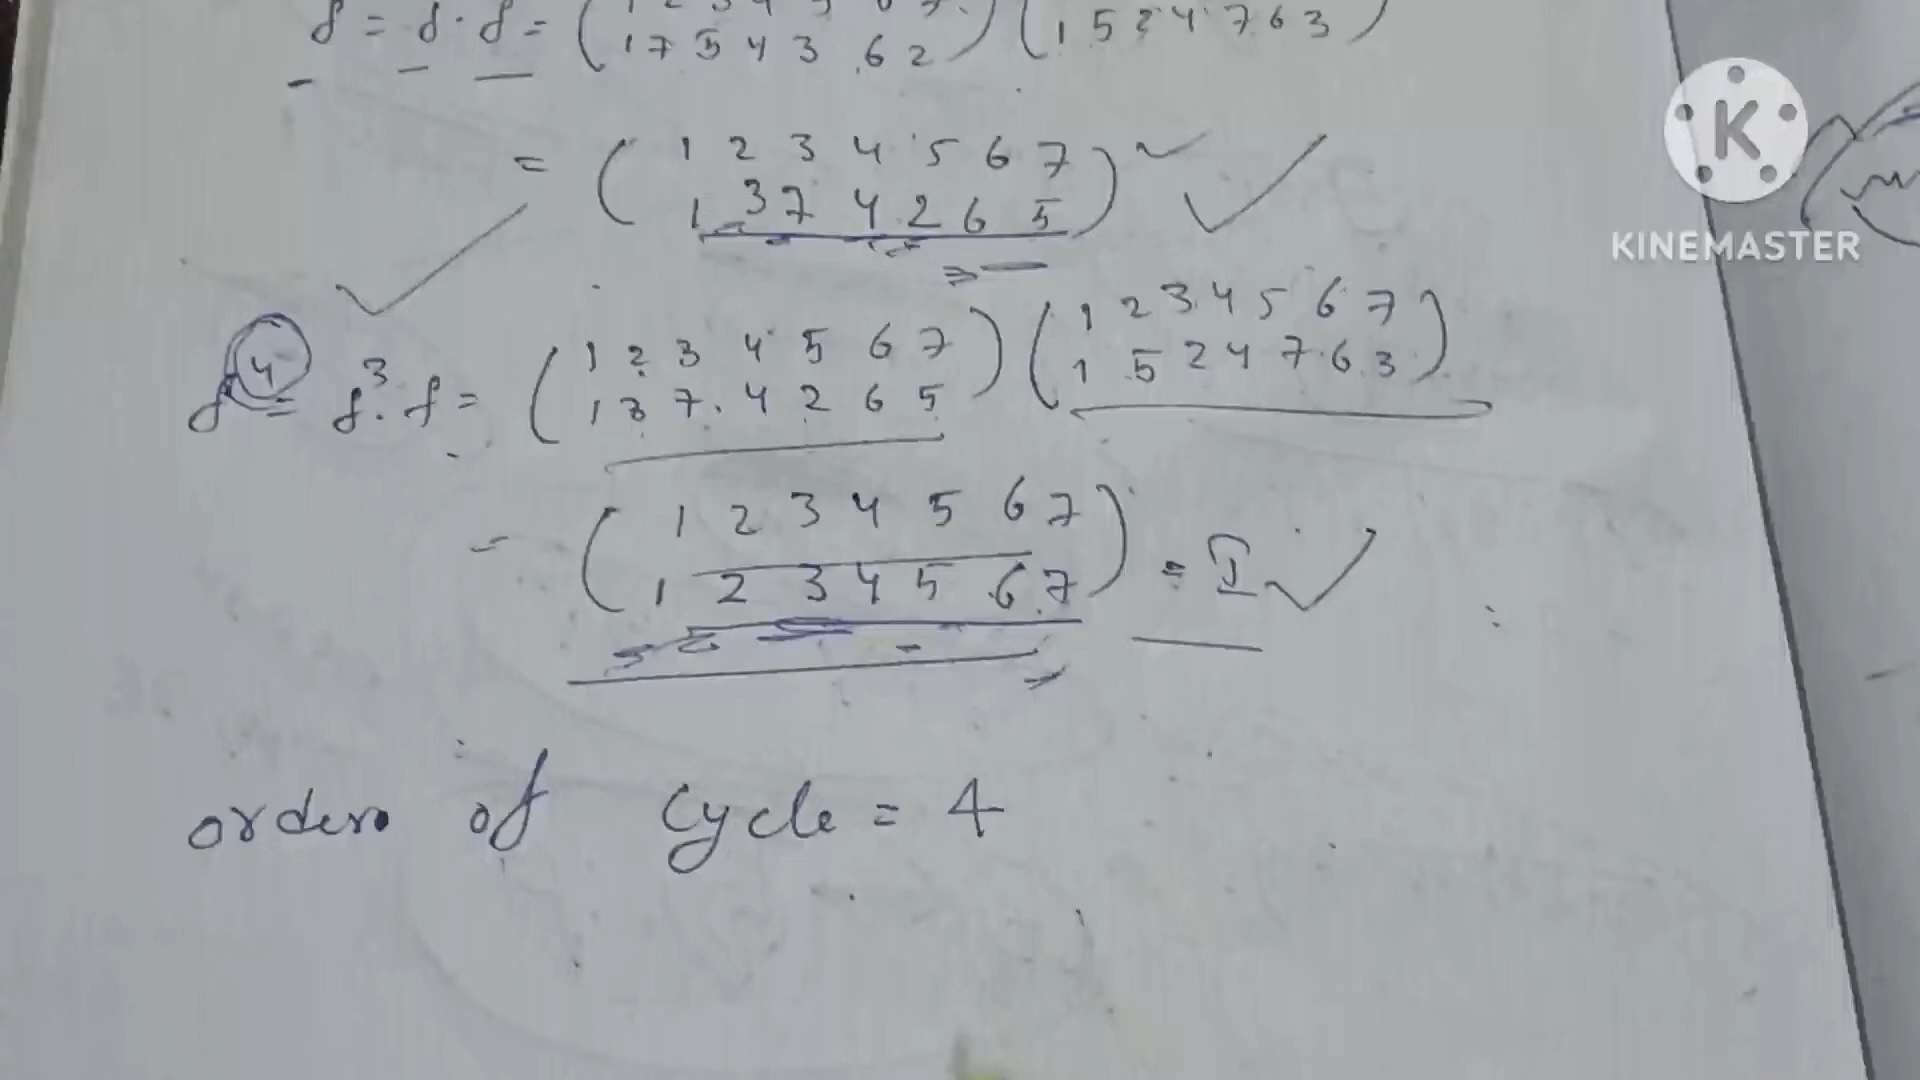 f = f · f = ( 1 7 5 4 3 6 2 ) ( 1 5 2 4 7 6 3 )
= ( 1 2 3 4 5 6 7
1 3 7 4 2 6 5 )
K
KINEMASTER
f⁴ = f³. f = ( 1 2 3 4 5 6 7 ) ( 1 2 3 4 5 6 7
1 3 7 4 2 6 5 ) ( 1 5 2 4 7 6 3 )
= ( 1 2 3 4 5 6 7
1 2 3 4 5 6 7 ) = I
order of cycle = 4